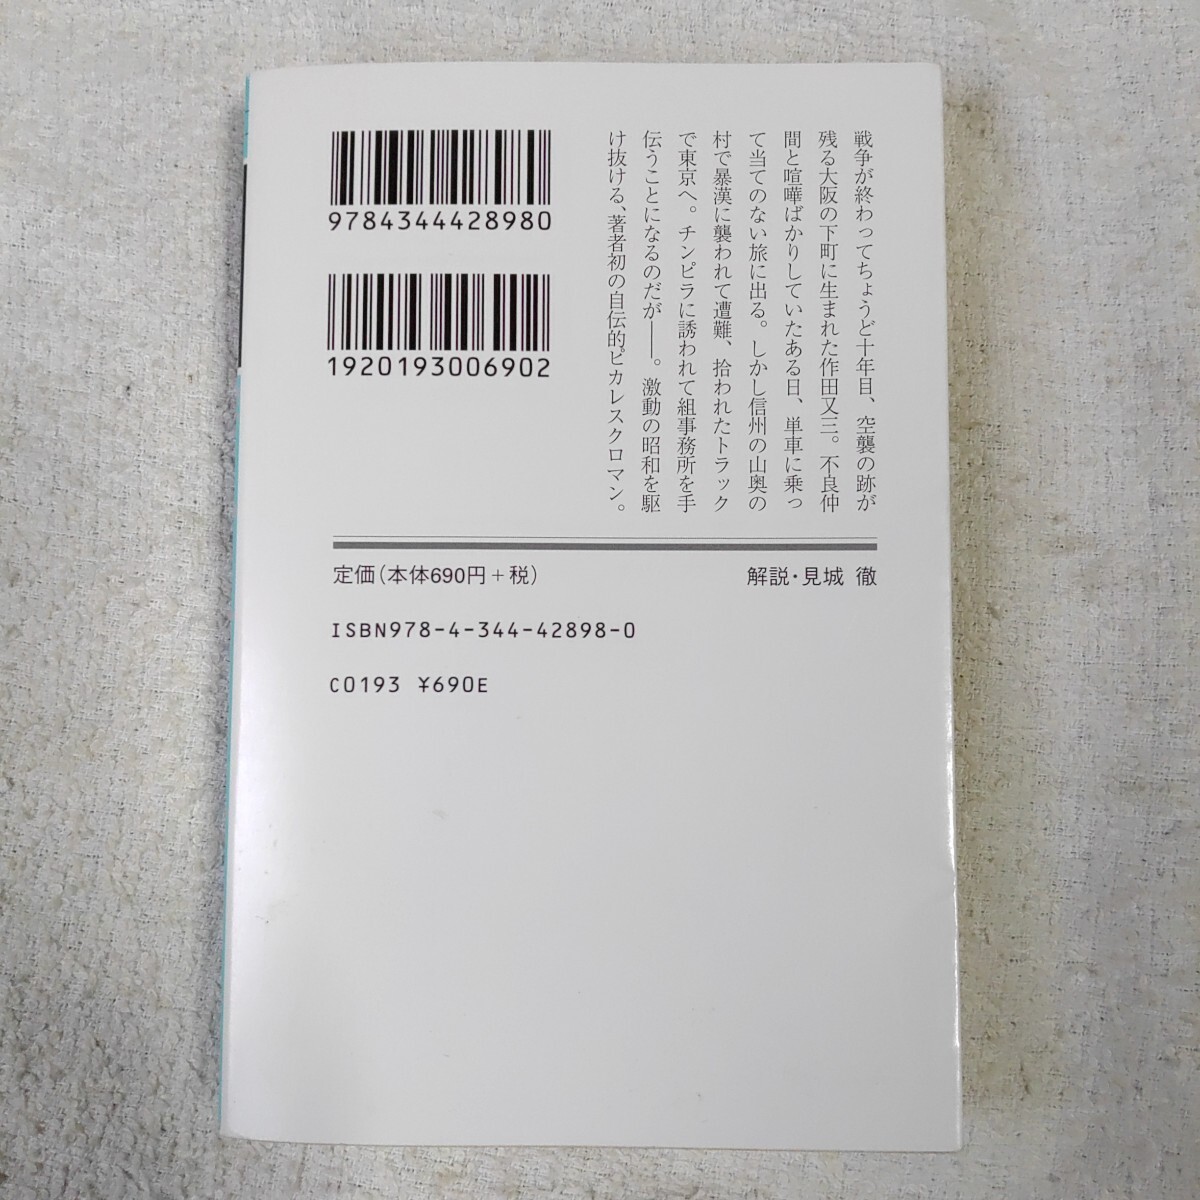 9784344428980
1920193006902
戦争が終わってちょうど十年目、空襲の跡が
残る大阪の下町に生まれた作田又三。不良仲
間と喧嘩ばかりしていたある日、単車に乗っ
て当てのない旅に出る。しかし信州の山奥の
村で暴漢に襲われて遭難、拾われたトラック
で東京へ。チンピラに誘われて組事務所を手
伝うことになるのだが――。激動の昭和を駆
け抜ける、著者初の自伝的ピカレスクロマン。
定価(本体690円+税)
解説・見城 徹
ISBN978-4-344-42898-0
C0193 ¥690E